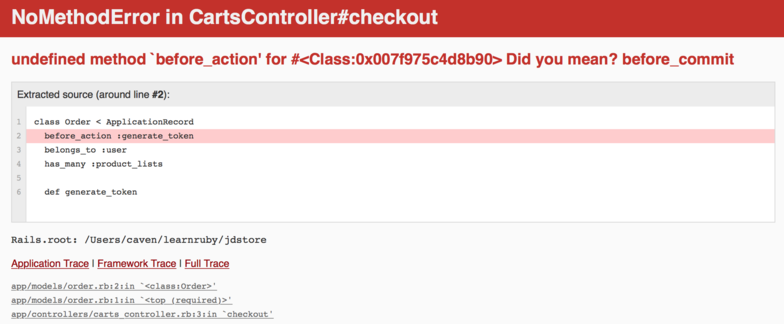 NoMethodError in CartsController#checkout
undefined method `before_action' for #<Class:0x007f975c4d8b90> Did you mean? before_commit
Extracted source (around line #2):
1 class Order < ApplicationRecord
2 before_action :generate_token
3 belongs_to :user
4 has_many :product_lists
5
6 def generate_token
Rails.root: /Users/caven/learnruby/jdstore
Application Trace | Framework Trace | Full Trace
app/models/order.rb:2:in `<class:Order>'
app/models/order.rb:1:in `<top (required)>'
app/controllers/carts_controller.rb:3:in `checkout'